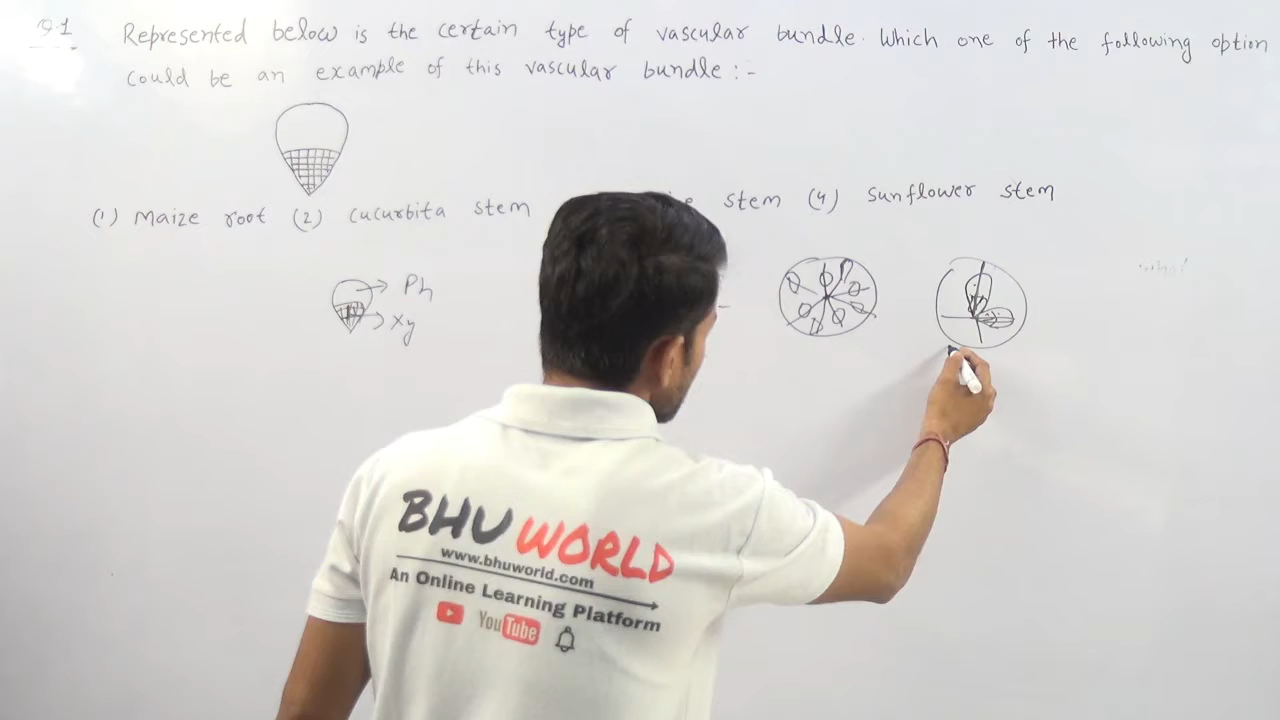 Q.1 Represented below is the certain type of vascular bundle. Which one of the following option
could be an example of this vascular bundle :-
(1) Maize root (2) Cucurbita stem stem (4) Sunflower stem
Ph
Xy
BHU WORLD
www.bhuworld.com
An Online Learning Platform
YouTube